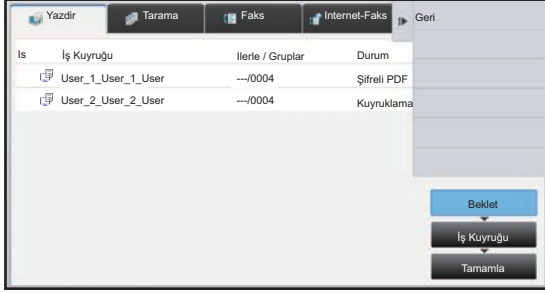 Yazdir Tarama Faks Internet-Faks Geri
Is İş Kuyruğu Ilerle / Gruplar Durum
User_1_User_1_User ---/0004 Şifreli PDF
User_2_User_2_User ---/0004 Kuyruklama
Beklet
İş Kuyruğu
Tamamla